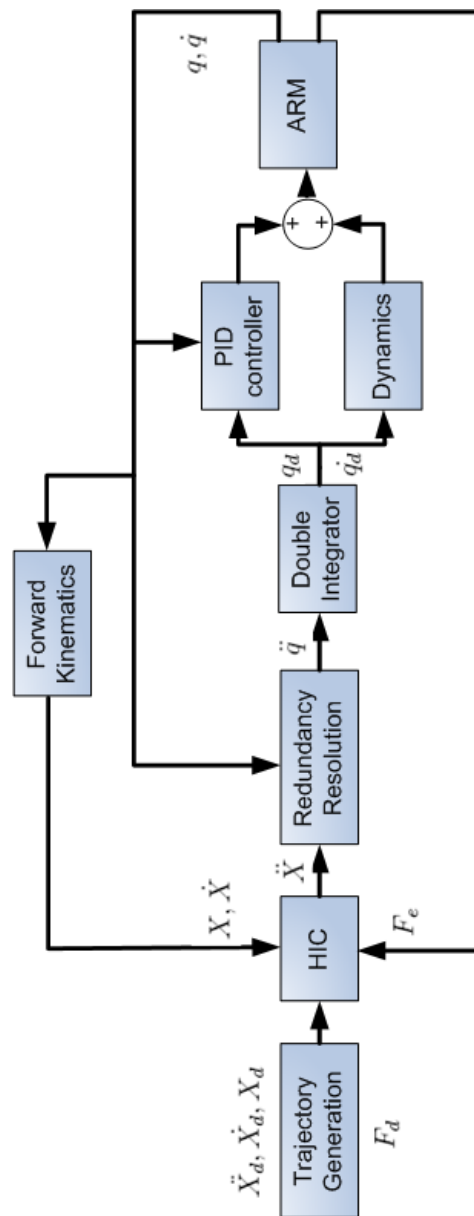 q, q̇
Forward
Kinematics
PID
controller
ARM
+
+
Ẍ_d, Ẋ_d, X_d
X, Ẋ
Trajectory
Generation
HIC
Ẍ
Redundancy
Resolution
q̈
Double
Integrator
q_d
q̇_d
Dynamics
F_d
F_e